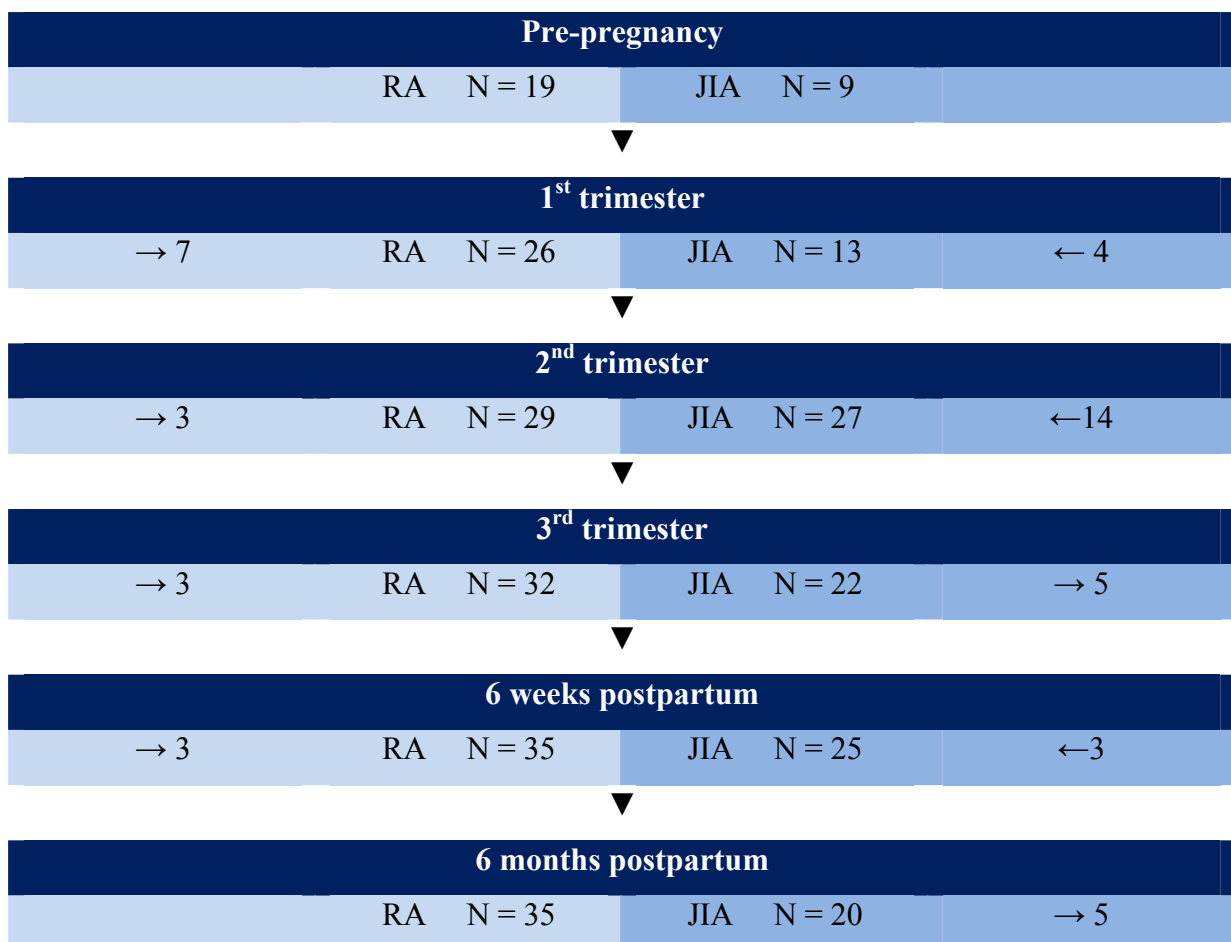 Pre-pregnancy
RA N = 19 JIA N = 9
▼
1st trimester
→ 7 RA N = 26 JIA N = 13 ← 4
▼
2nd trimester
→ 3 RA N = 29 JIA N = 27 ←14
▼
3rd trimester
→ 3 RA N = 32 JIA N = 22 → 5
▼
6 weeks postpartum
→ 3 RA N = 35 JIA N = 25 ←3
▼
6 months postpartum
RA N = 35 JIA N = 20 → 5